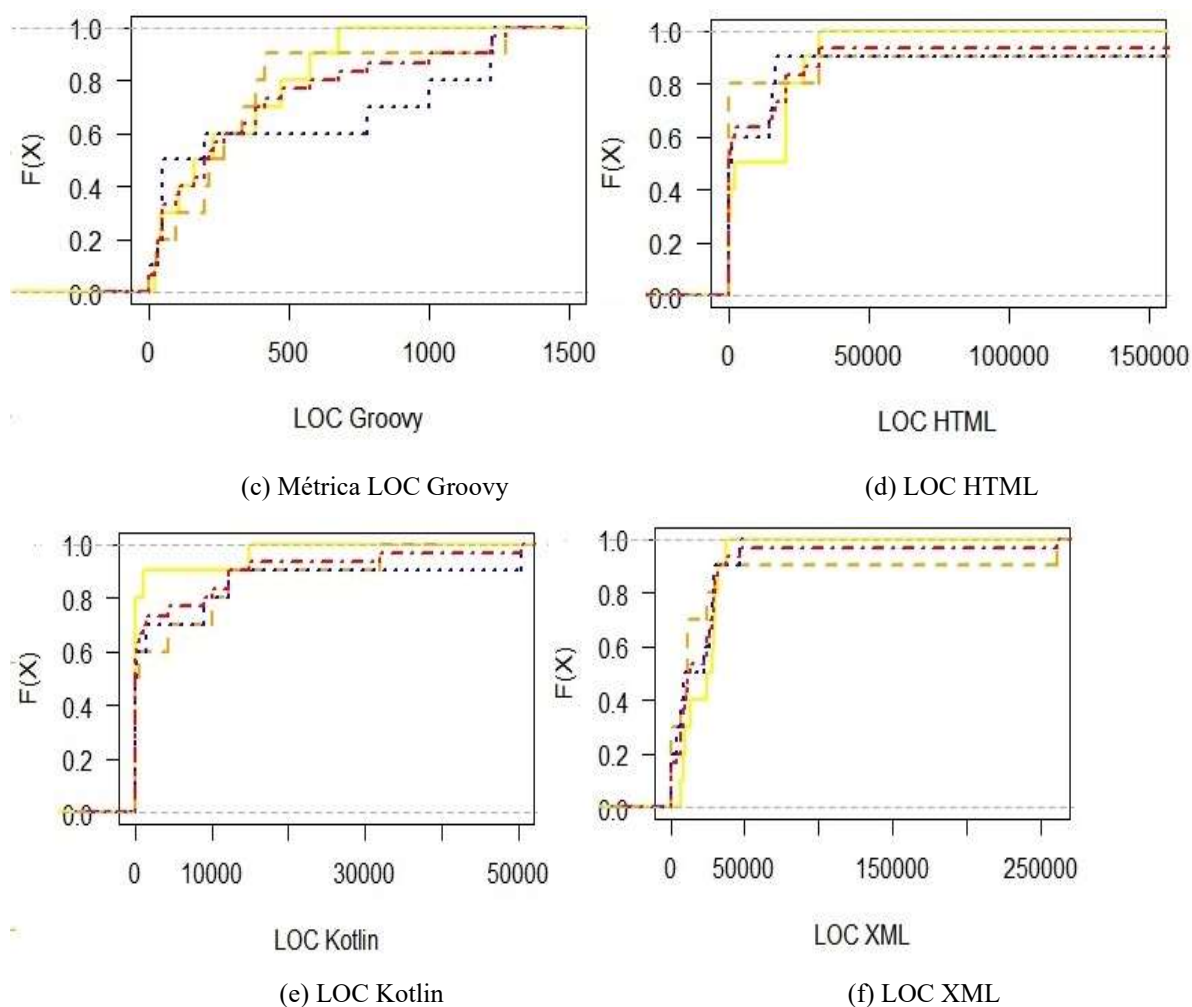 1.0
0.8
0.6
0.4
0.2
0.0
F(X)
0 500 1000 1500
LOC Groovy
(c) Métrica LOC Groovy
1.0
0.8
0.6
0.4
0.2
0.0
F(X)
0 50000 100000 150000
LOC HTML
(d) LOC HTML
1.0
0.8
0.6
0.4
0.2
0.0
F(X)
0 10000 30000 50000
LOC Kotlin
(e) LOC Kotlin
1.0
0.8
0.6
0.4
0.2
0.0
F(X)
0 50000 150000 250000
LOC XML
(f) LOC XML